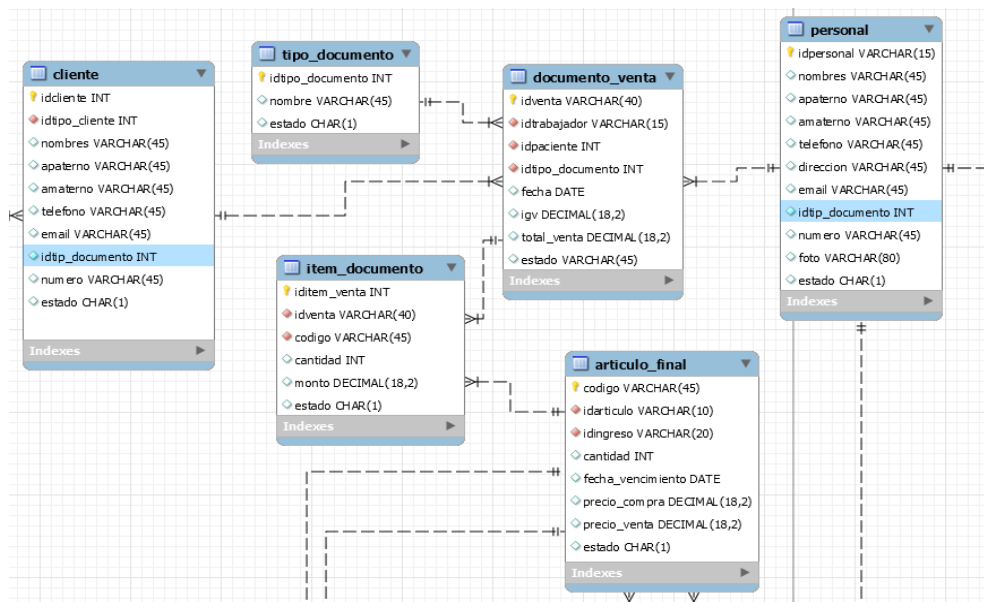 cliente
idcliente INT
idtipo_cliente INT
nombres VARCHAR(45)
apaterno VARCHAR(45)
amaterno VARCHAR(45)
telefono VARCHAR(45)
email VARCHAR(45)
idtip_documento INT
numero VARCHAR(45)
estado CHAR(1)
Indexes
tipo_documento
idtipo_documento INT
nombre VARCHAR(45)
estado CHAR(1)
Indexes
documento_venta
idventa VARCHAR(40)
idtrabajador VARCHAR(15)
idpaciente INT
idtipo_documento INT
fecha DATE
igv DECIMAL(18,2)
total_venta DECIMAL(18,2)
estado VARCHAR(45)
Indexes
personal
idpersonal VARCHAR(15)
nombres VARCHAR(45)
apaterno VARCHAR(45)
amaterno VARCHAR(45)
telefono VARCHAR(45)
direccion VARCHAR(45)
email VARCHAR(45)
idtip_documento INT
numero VARCHAR(45)
foto VARCHAR(80)
estado CHAR(1)
Indexes
item_documento
iditem_venta INT
idventa VARCHAR(40)
codigo VARCHAR(45)
cantidad INT
monto DECIMAL(18,2)
estado CHAR(1)
Indexes
articulo_final
codigo VARCHAR(45)
idarticulo VARCHAR(10)
idingreso VARCHAR(20)
cantidad INT
fecha_vencimiento DATE
precio_compra DECIMAL(18,2)
precio_venta DECIMAL(18,2)
estado CHAR(1)
Indexes